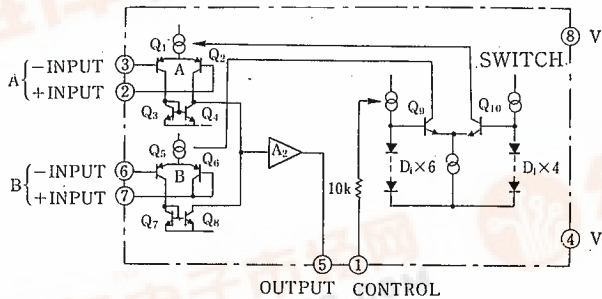 Q₁
Q₂
A
A
③ −INPUT
② +INPUT
Q₃
Q₄
Q₅
Q₆
B
B
⑥ −INPUT
⑦ +INPUT
Q₇
Q₈
A₂
10k
⑤ ①
OUTPUT CONTROL
⑧ V
SWITCH
Q₉
Q₁₀
Dᵢ×6
Dᵢ×4
④ V